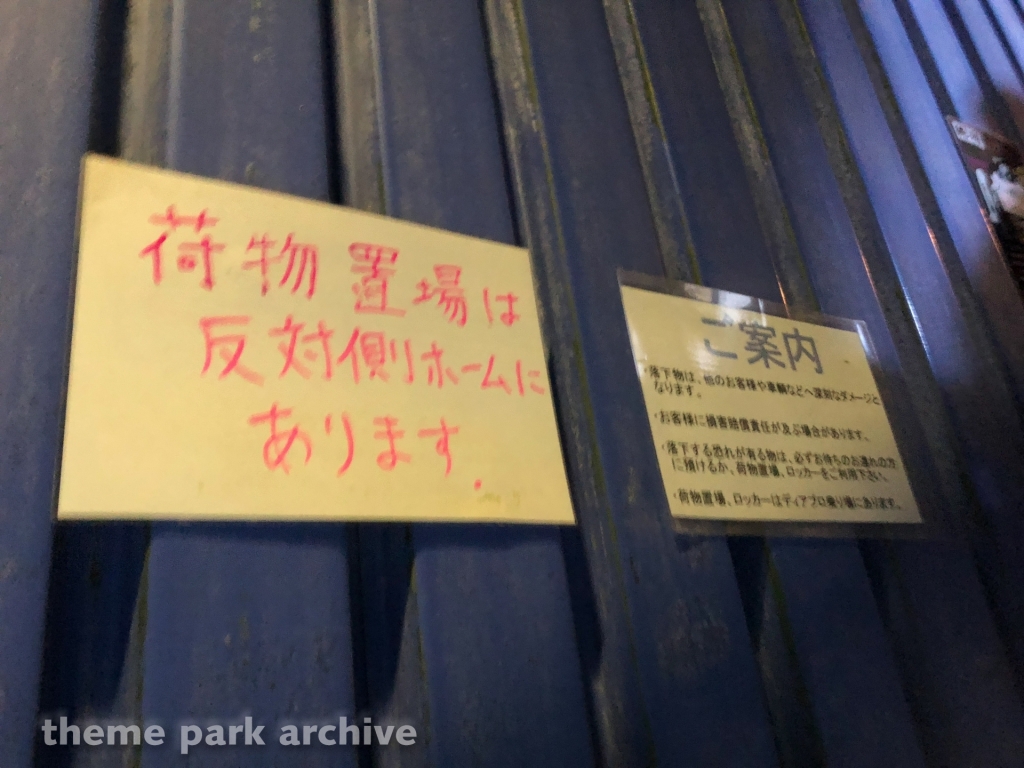 荷物置場は
反対側ホームに
あります.
ご案内
・落下物は、他のお客様や車輌などへ深刻なダメージと
なります。
・お客様に損害賠償責任が及ぶ場合があります。
・落下する恐れが有る物は、必ずお待ちのお連れの方
に預けるか、荷物置場、ロッカーをご利用下さい。
・荷物置場、ロッカーはディアブロ乗り場にあります。
theme park archive